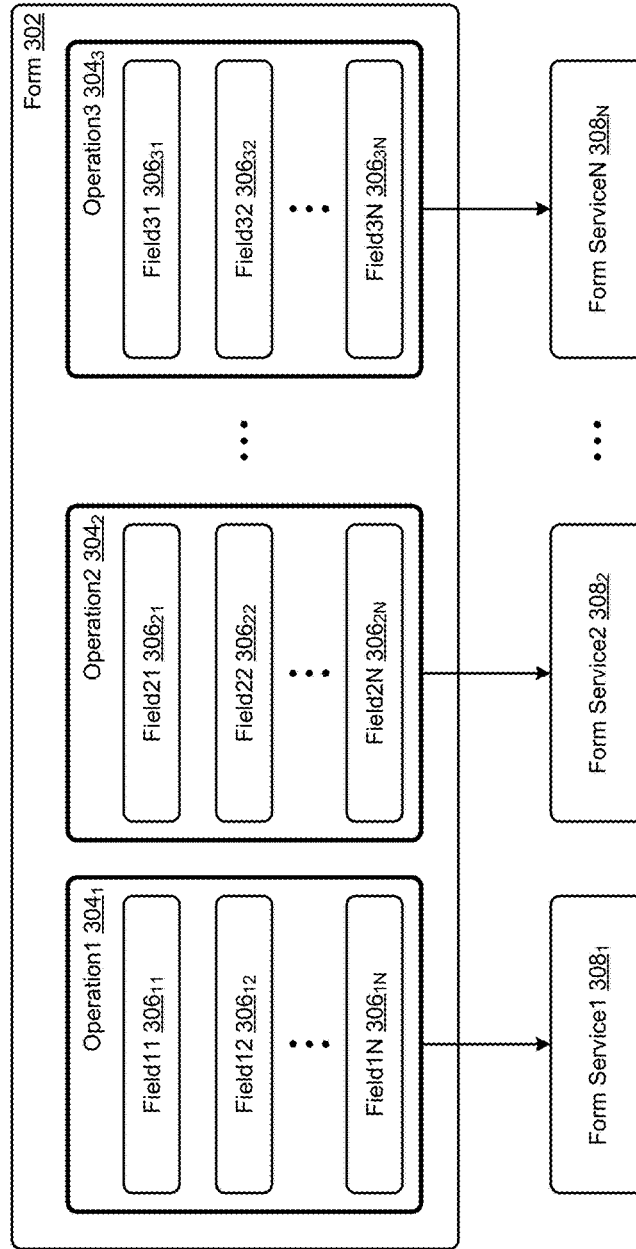 Form 302
Operation1 304₁
Field11 306₁₁
Field12 306₁₂
Field1N 306₁N
Operation2 304₂
Field21 306₂₁
Field22 306₂₂
Field2N 306₂N
Operation3 304₃
Field31 306₃₁
Field32 306₃₂
Field3N 306₃N
Form Service1 308₁
Form Service2 308₂
Form ServiceN 308N